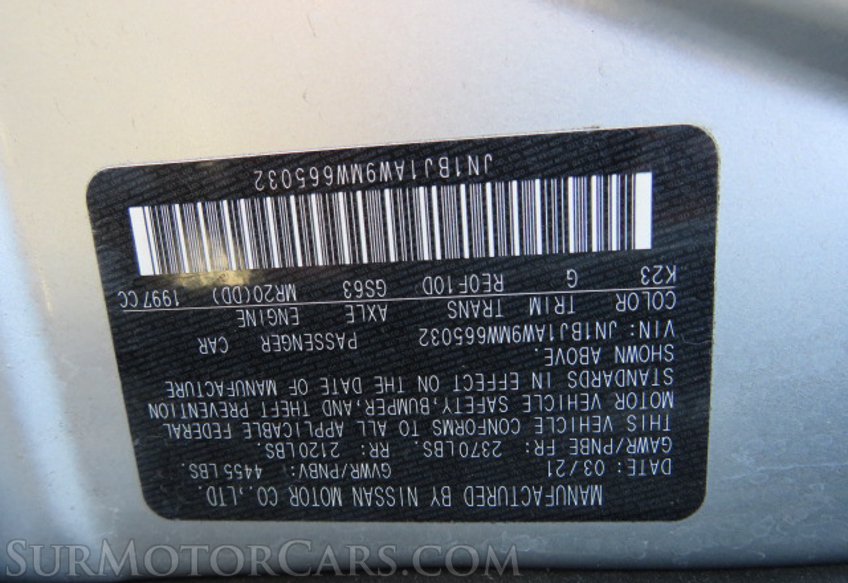 MANUFACTURED BY NISSAN MOTOR CO.,LTD.
DATE: 03/21 GVWR/PNBV: 4455LBS.
GAWR/PNBE FR: 2370LBS. RR: 2120LBS.
THIS VEHICLE CONFORMS TO ALL APPLICABLE FEDERAL
MOTOR VEHICLE SAFETY,BUMPER,AND THEFT PREVENTION
STANDARDS IN EFFECT ON THE DATE OF MANUFACTURE
SHOWN ABOVE.
VIN: JN1BJ1AW9MW665032 PASSENGER CAR
COLOR TRIM TRANS AXLE ENGINE
K23 G RE0F10D GS63 MR20(DD) 1997CC
JN1BJ1AW9MW665032
SURMOTORCARS.COM